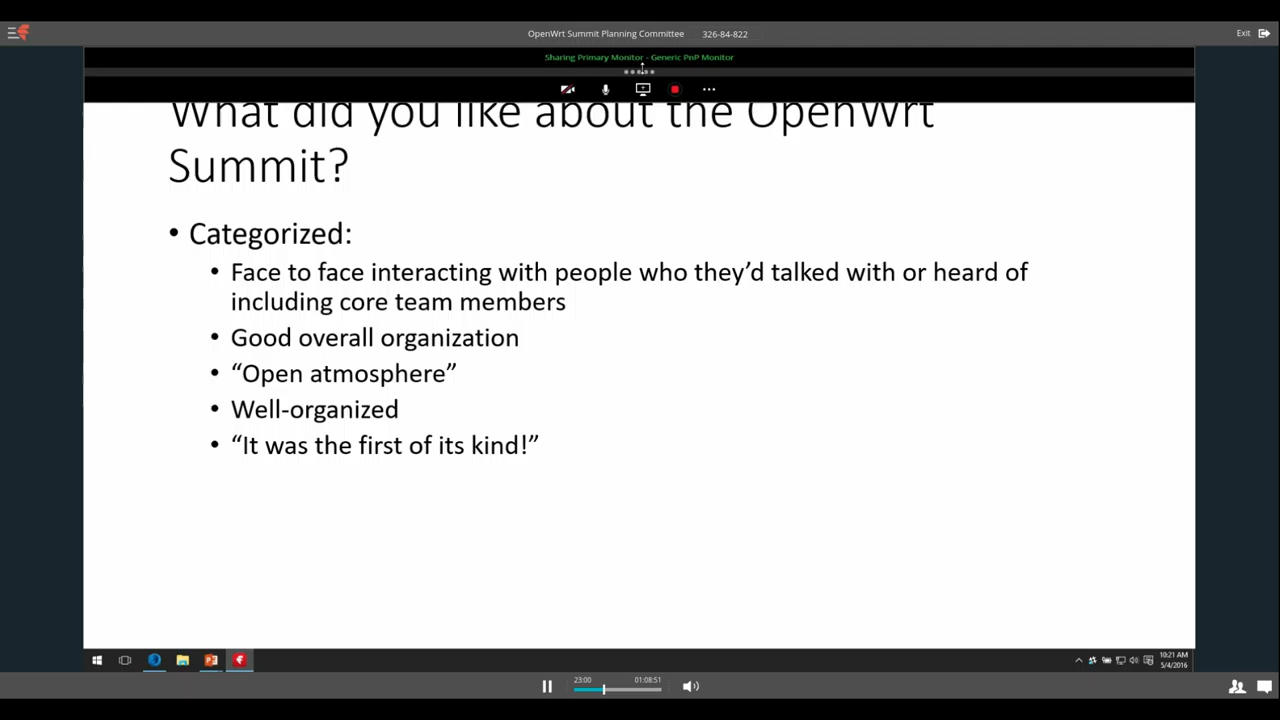 OpenWrt Summit Planning Committee 326-84-822
Exit
Sharing Primary Monitor - Generic PnP Monitor
What did you like about the OpenWrt
Summit?
• Categorized:
• Face to face interacting with people who they’d talked with or heard of
including core team members
• Good overall organization
• “Open atmosphere”
• Well-organized
• “It was the first of its kind!”
10:21 AM
5/4/2016
23:00 01:08:51